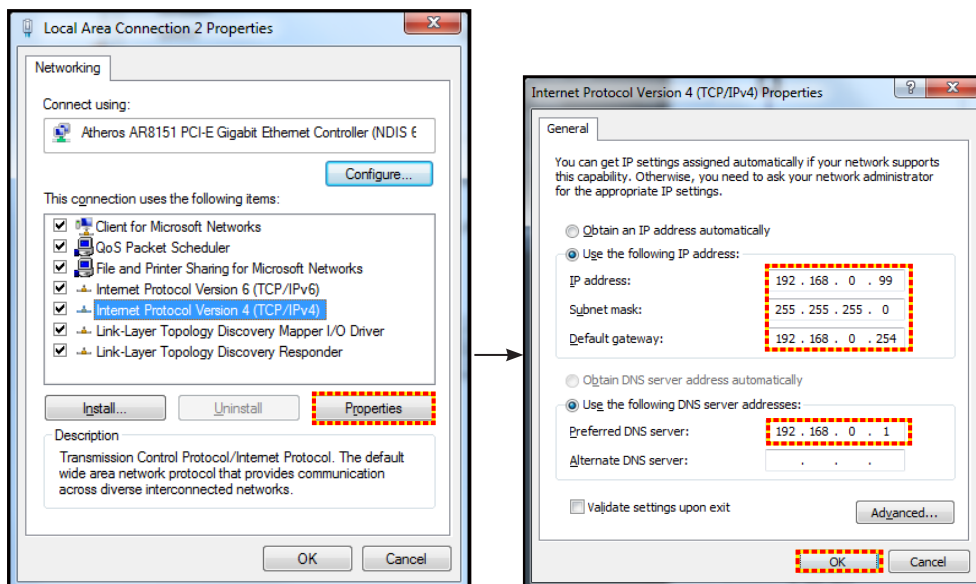 Local Area Connection 2 Properties
Networking
Connect using:
Atheros AR8151 PCI-E Gigabit Ethernet Controller (NDIS 6
Configure...
This connection uses the following items:
Client for Microsoft Networks
QoS Packet Scheduler
File and Printer Sharing for Microsoft Networks
Internet Protocol Version 6 (TCP/IPv6)
Internet Protocol Version 4 (TCP/IPv4)
Link-Layer Topology Discovery Mapper I/O Driver
Link-Layer Topology Discovery Responder
Install...
Uninstall
Properties
Description
Transmission Control Protocol/Internet Protocol. The default
wide area network protocol that provides communication
across diverse interconnected networks.
OK
Cancel
Internet Protocol Version 4 (TCP/IPv4) Properties
?
General
You can get IP settings assigned automatically if your network supports
this capability. Otherwise, you need to ask your network administrator
for the appropriate IP settings.
Obtain an IP address automatically
Use the following IP address:
IP address: 192 . 168 . 0 . 99
Subnet mask: 255 . 255 . 255 . 0
Default gateway: 192 . 168 . 0 . 254
Obtain DNS server address automatically
Use the following DNS server addresses:
Preferred DNS server: 192 . 168 . 0 . 1
Alternate DNS server: . . .
Validate settings upon exit
Advanced...
OK
Cancel